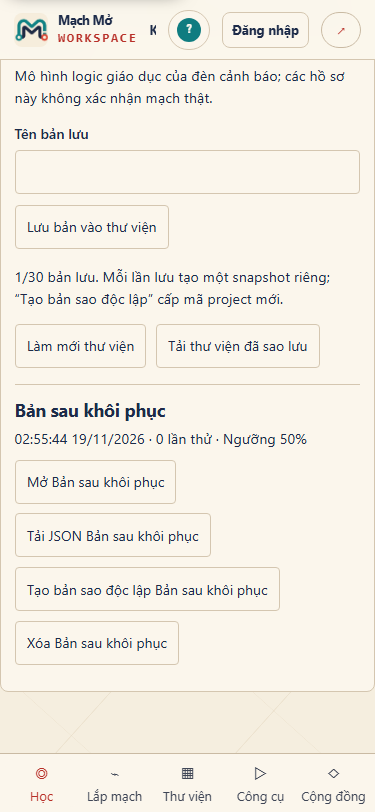 Mạch Mở
WORKSPACE
K
?
Đăng nhập
Mô hình logic giáo dục của đèn cảnh báo; các hồ sơ
này không xác nhận mạch thật.
Tên bản lưu
Lưu bản vào thư viện
1/30 bản lưu. Mỗi lần lưu tạo một snapshot riêng;
“Tạo bản sao độc lập” cấp mã project mới.
Làm mới thư viện
Tải thư viện đã sao lưu
Bản sau khôi phục
02:55:44 19/11/2026 · 0 lần thử · Ngưỡng 50%
Mở Bản sau khôi phục
Tải JSON Bản sau khôi phục
Tạo bản sao độc lập Bản sau khôi phục
Xóa Bản sau khôi phục
Học
Lắp mạch
Thư viện
Công cụ
Cộng đồng